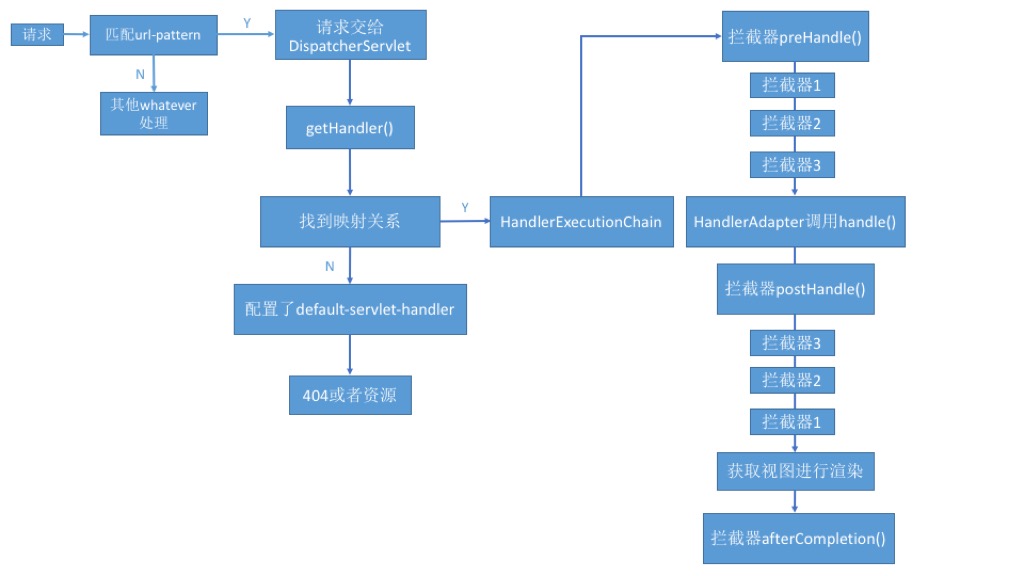 请求
匹配url-pattern
Y
请求交给
DispatcherServlet
N
其他whatever
处理
getHandler()
找到映射关系
Y
HandlerExecutionChain
N
配置了default-servlet-handler
404或者资源
拦截器preHandle()
拦截器1
拦截器2
拦截器3
HandlerAdapter调用handle()
拦截器postHandle()
拦截器3
拦截器2
拦截器1
获取视图进行渲染
拦截器afterCompletion()